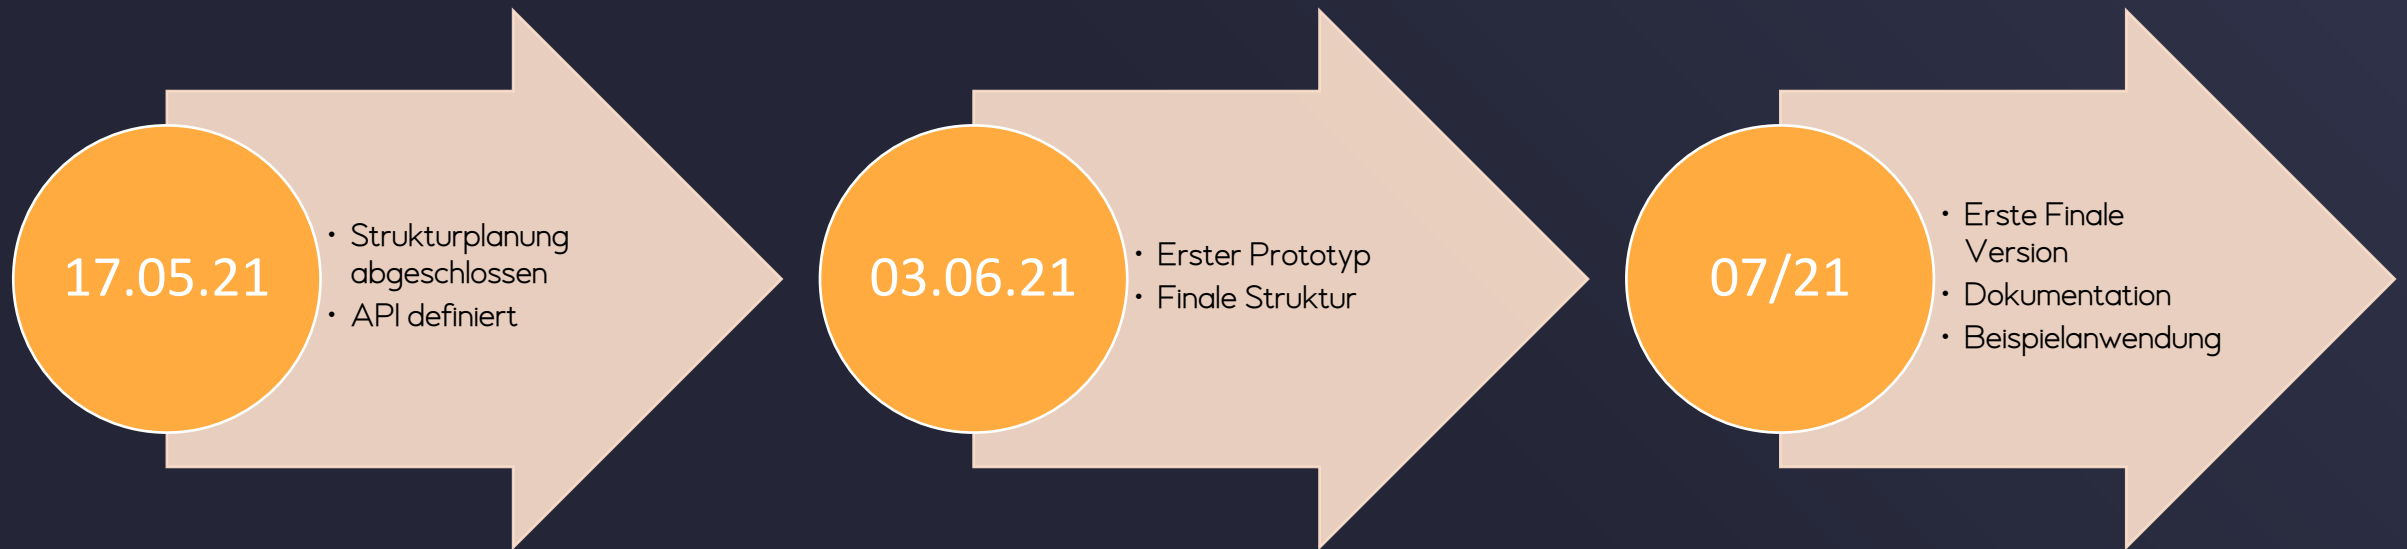 17.05.21
• Strukturplanung
abgeschlossen
• API definiert
03.06.21
• Erster Prototyp
• Finale Struktur
07/21
• Erste Finale
Version
• Dokumentation
• Beispielanwendung